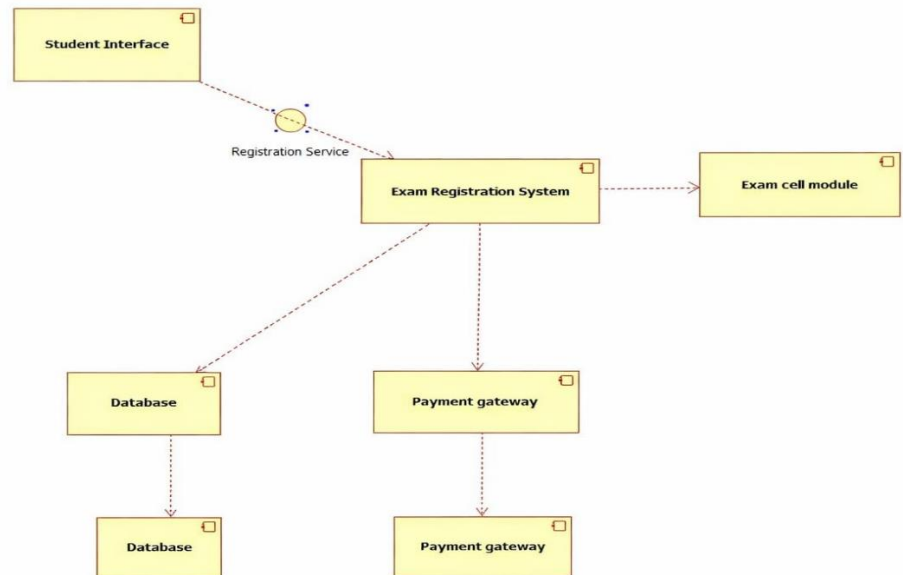 Student Interface
Registration Service
Exam Registration System
Exam cell module
Database
Payment gateway
Database
Payment gateway